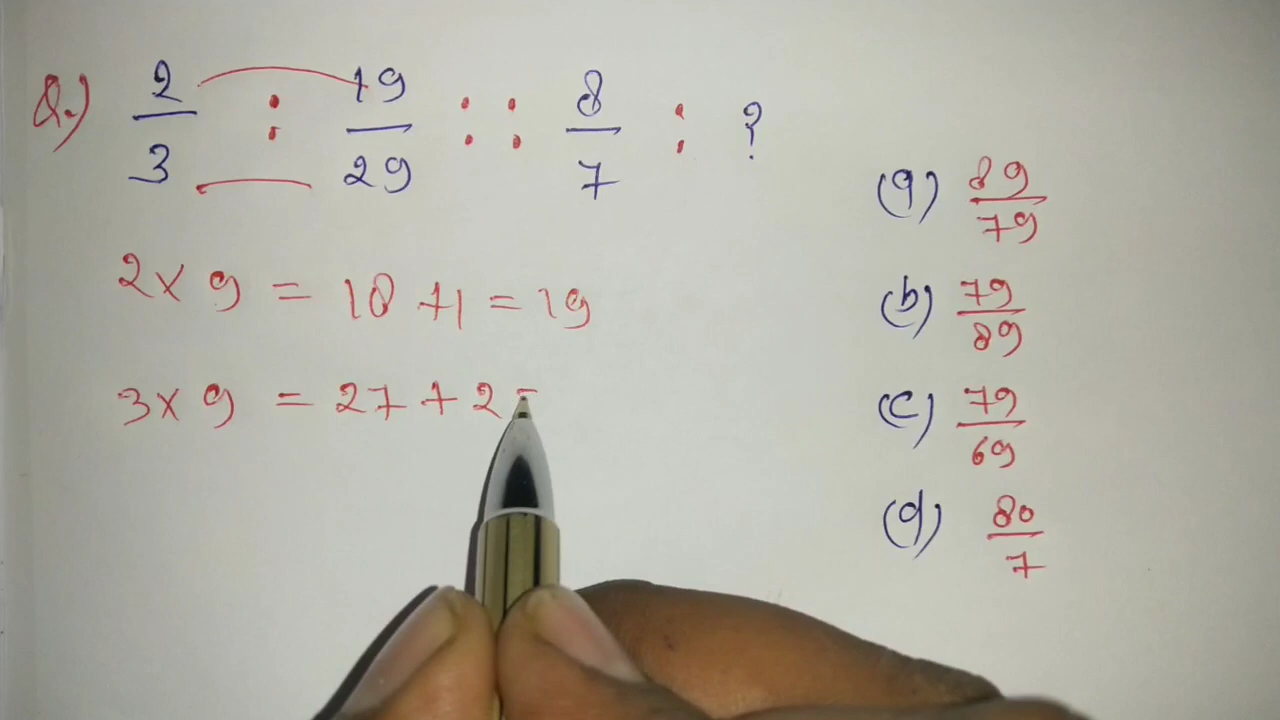 Q.) 2/3 : 19/29 :: 8/7 : ?
2 x 9 = 18 + 1 = 19
3 x 9 = 27 + 2 =
(a) 89/79
(b) 79/89
(c) 79/69
(d) 80/7